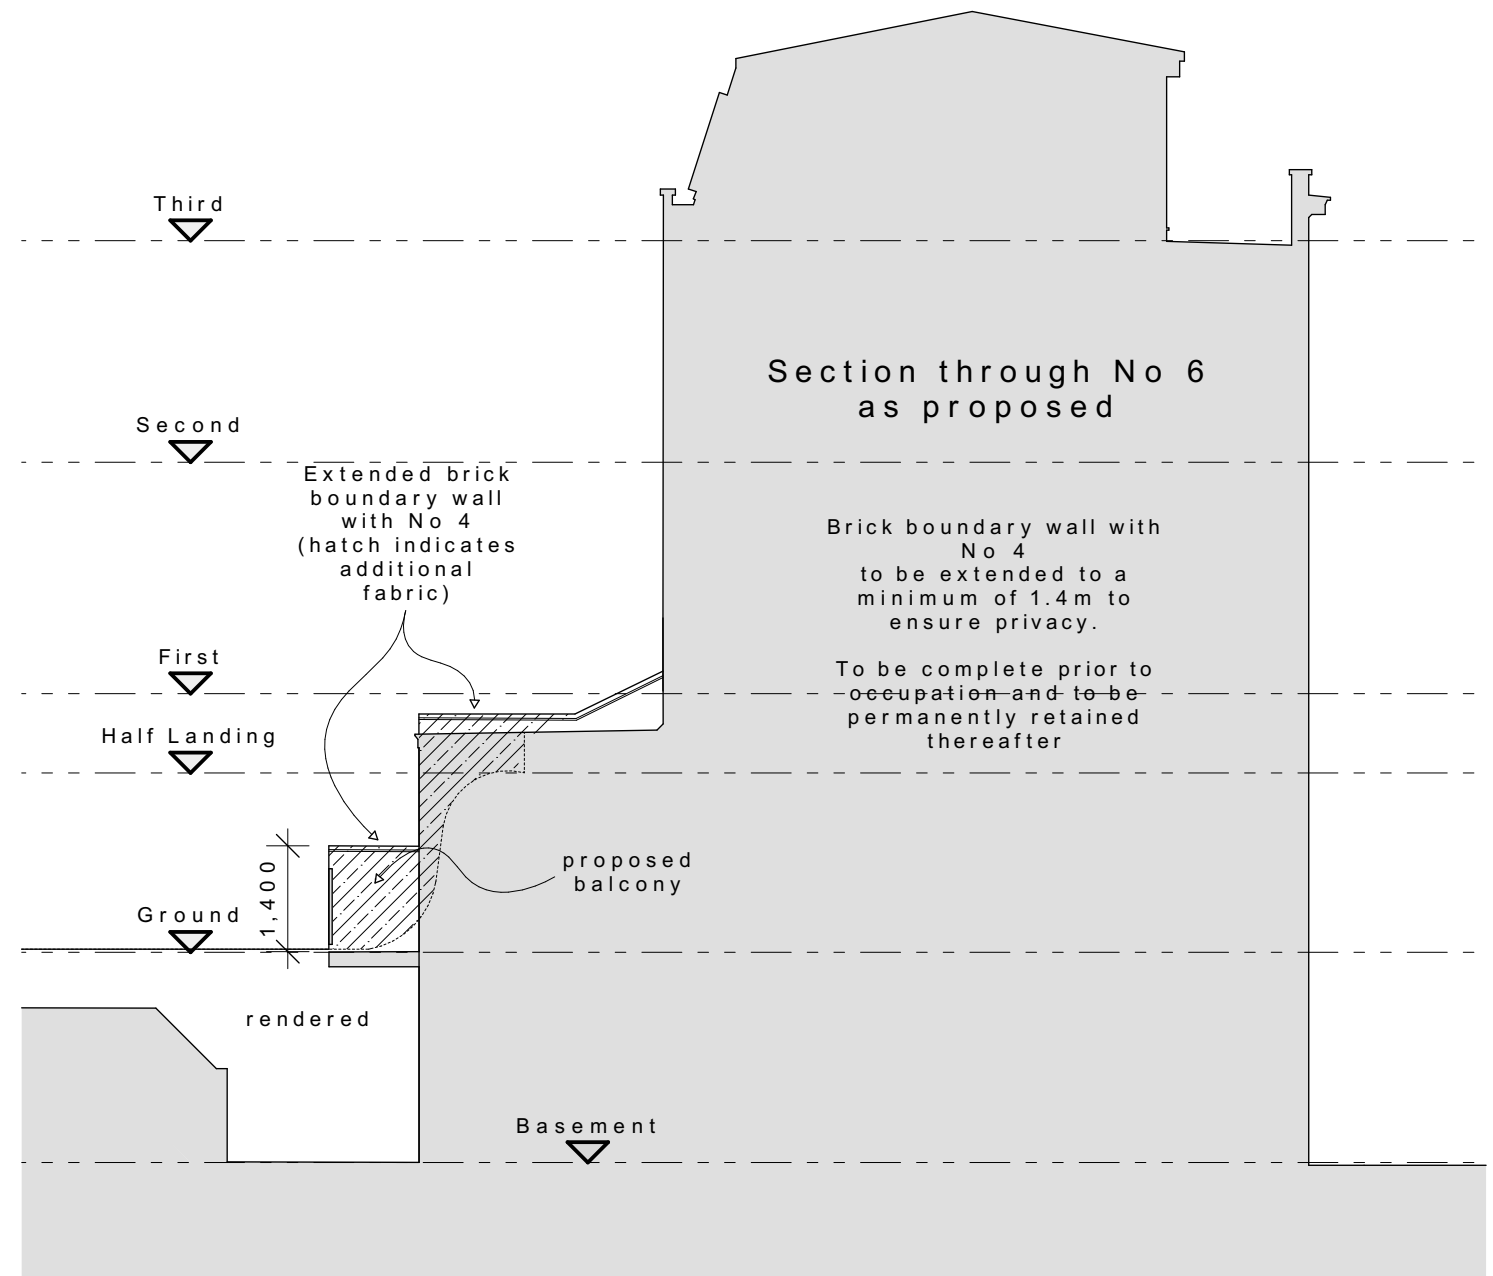 Third
Section through No 6
as proposed
Second
Extended brick
boundary wall
with No 4
(hatch indicates
additional
fabric)
Brick boundary wall with
No 4
to be extended to a
minimum of 1.4m to
ensure privacy.
To be complete prior to
occupation and to be
permanently retained
thereafter
First
Half Landing
proposed
balcony
1,400
Ground
rendered
Basement